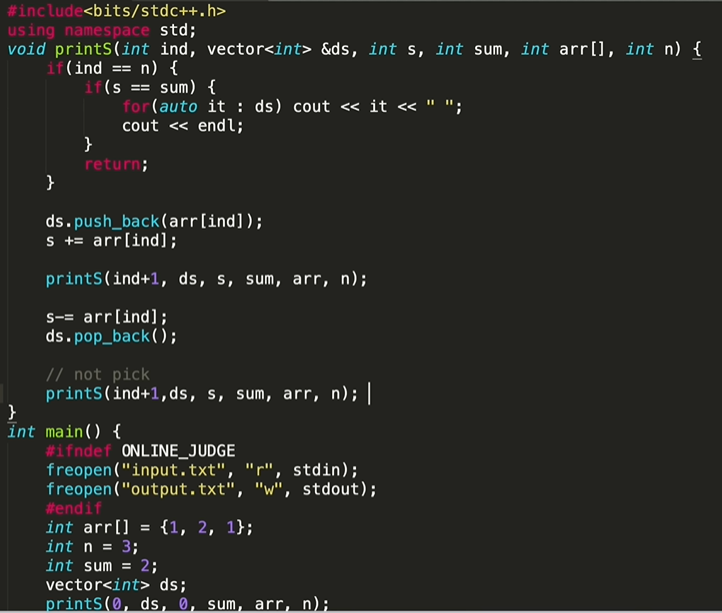 #include<bits/stdc++.h>
using namespace std;
void printS(int ind, vector<int> &ds, int s, int sum, int arr[], int n) {
    if(ind == n) {
        if(s == sum) {
            for(auto it : ds) cout << it << " ";
            cout << endl;
        }
        return;
    }
    ds.push_back(arr[ind]);
    s += arr[ind];
    printS(ind+1, ds, s, sum, arr, n);
    s-= arr[ind];
    ds.pop_back();
    // not pick
    printS(ind+1,ds, s, sum, arr, n);
}
int main() {
    #ifndef ONLINE_JUDGE
    freopen("input.txt", "r", stdin);
    freopen("output.txt", "w", stdout);
    #endif
    int arr[] = {1, 2, 1};
    int n = 3;
    int sum = 2;
    vector<int> ds;
    printS(0, ds, 0, sum, arr, n);